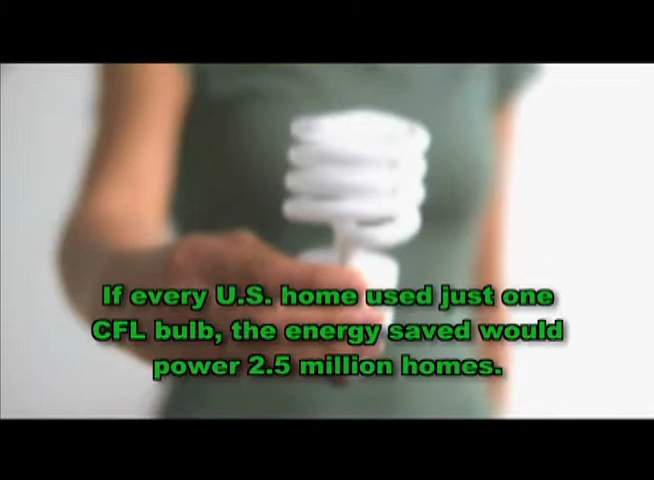 If every U.S. home used just one
CFL bulb, the energy saved would
power 2.5 million homes.